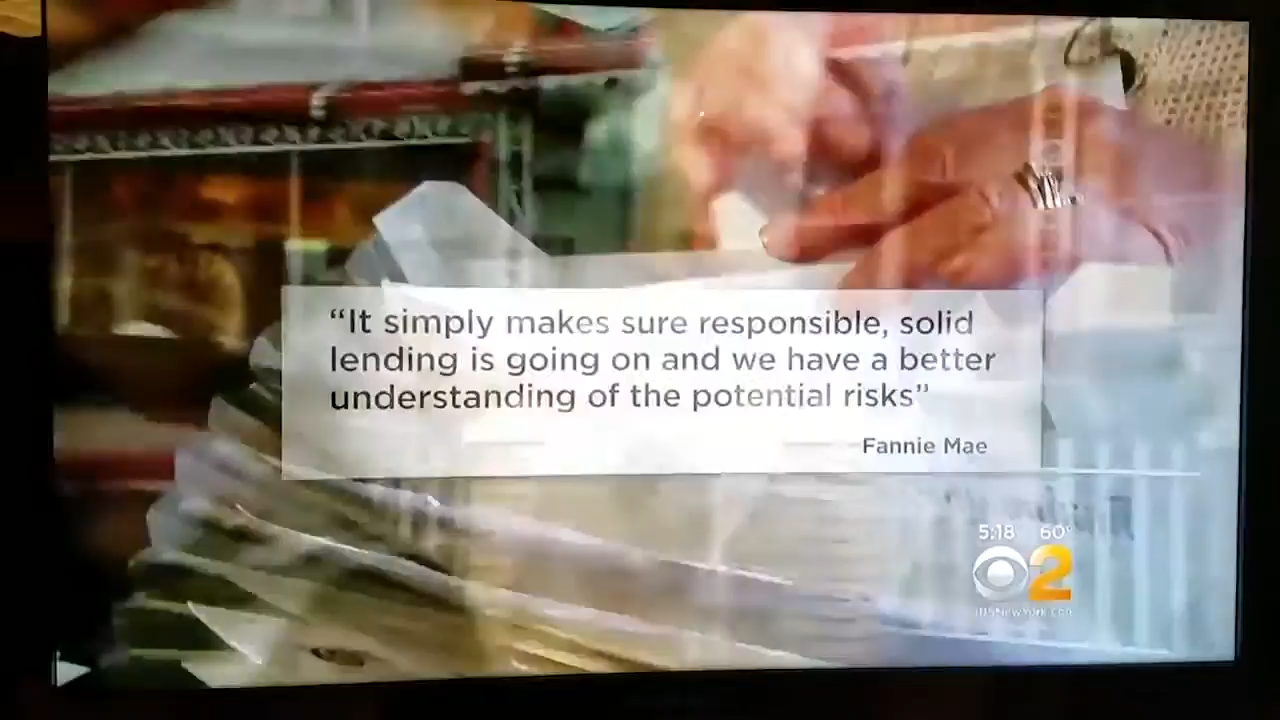 “It simply makes sure responsible, solid
lending is going on and we have a better
understanding of the potential risks”
Fannie Mae
5:18 60°
2